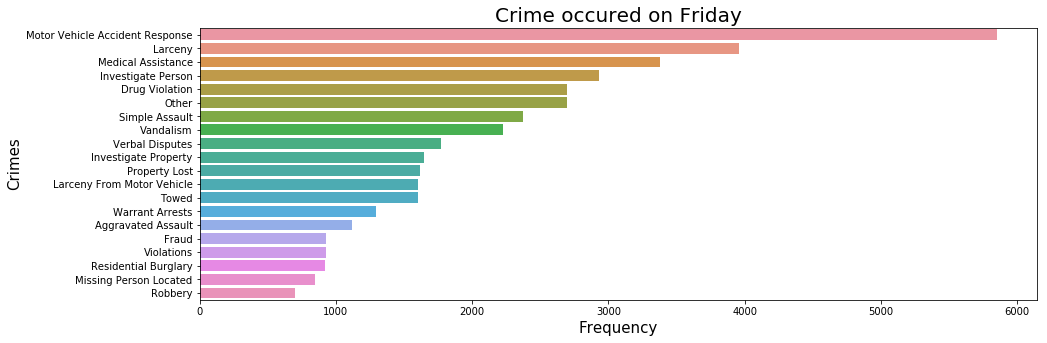 Crime occured on Friday
Crimes
Motor Vehicle Accident Response
Larceny
Medical Assistance
Investigate Person
Drug Violation
Other
Simple Assault
Vandalism
Verbal Disputes
Investigate Property
Property Lost
Larceny From Motor Vehicle
Towed
Warrant Arrests
Aggravated Assault
Fraud
Violations
Residential Burglary
Missing Person Located
Robbery
0 1000 2000 3000 4000 5000 6000
Frequency